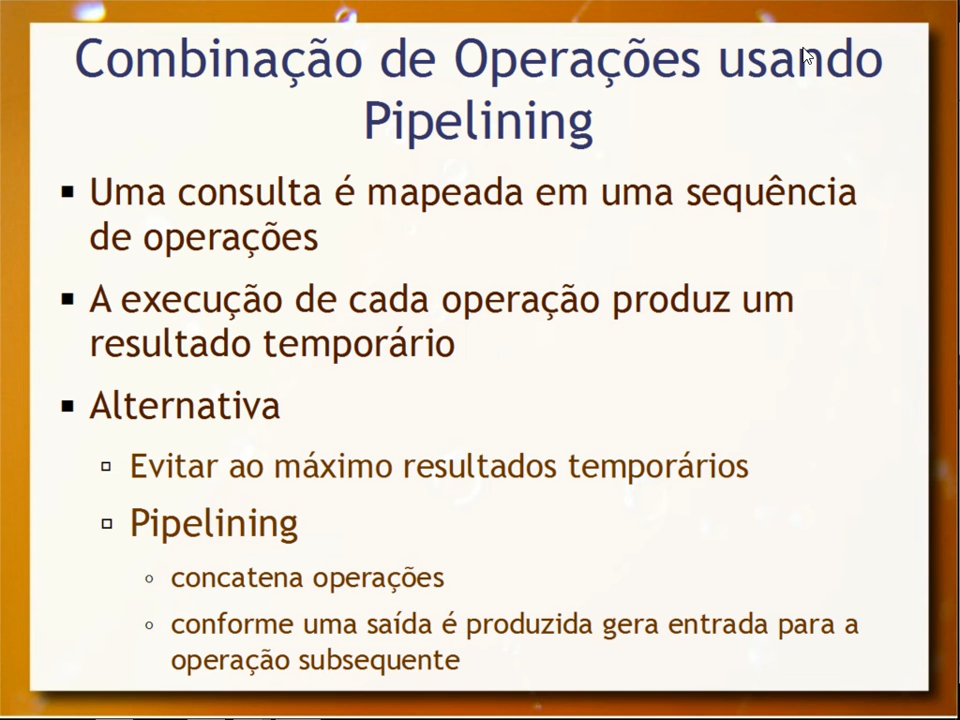 Combinação de Operações usando
Pipelining
Uma consulta é mapeada em uma sequência
de operações
A execução de cada operação produz um
resultado temporário
Alternativa
Evitar ao máximo resultados temporários
Pipelining
concatena operações
conforme uma saída é produzida gera entrada para a
operação subsequente